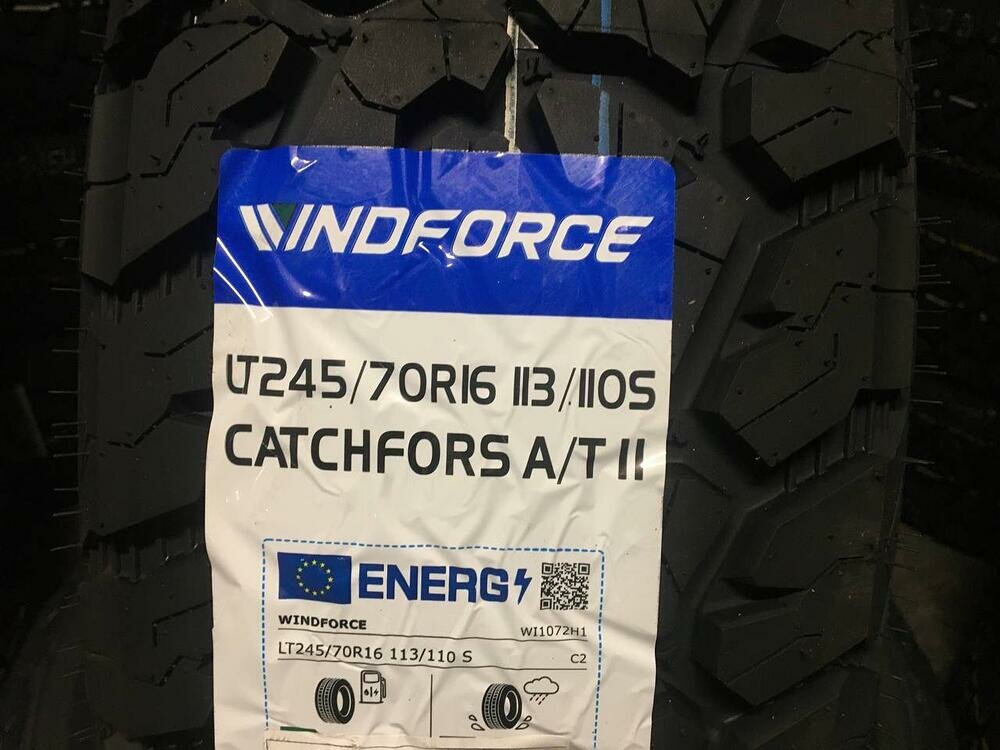 WINDFORCE
LT245/70R16 113/110S
CATCHFORS A/T II
ENERG
WINDFORCE
WI1072H1
LT245/70R16 113/110 S
C2